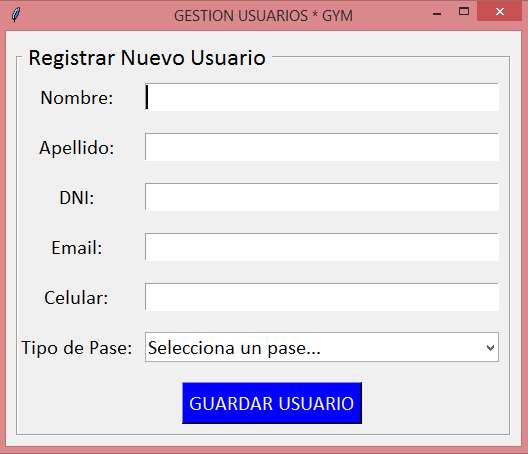 GESTION USUARIOS * GYM
Registrar Nuevo Usuario
Nombre:
Apellido:
DNI:
Email:
Celular:
Tipo de Pase: Selecciona un pase...
GUARDAR USUARIO